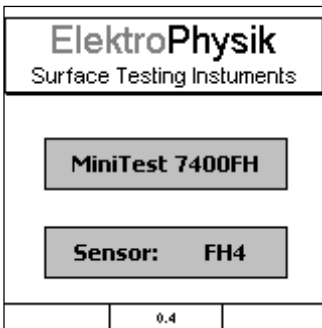 ElektroPhysik
Surface Testing Instuments
MiniTest 7400FH
Sensor: FH4
0.4